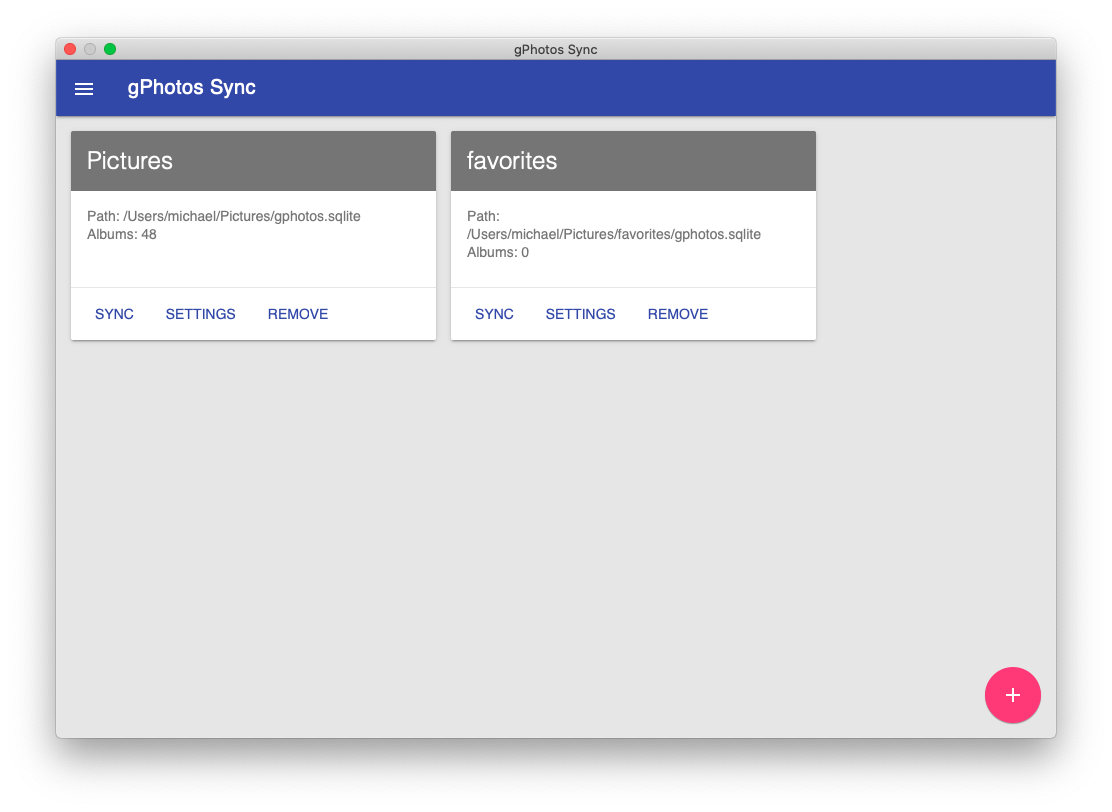 gPhotos Sync
gPhotos Sync
Pictures
Path: /Users/michael/Pictures/gphotos.sqlite
Albums: 48
SYNC SETTINGS REMOVE
favorites
Path:
/Users/michael/Pictures/favorites/gphotos.sqlite
Albums: 0
SYNC SETTINGS REMOVE